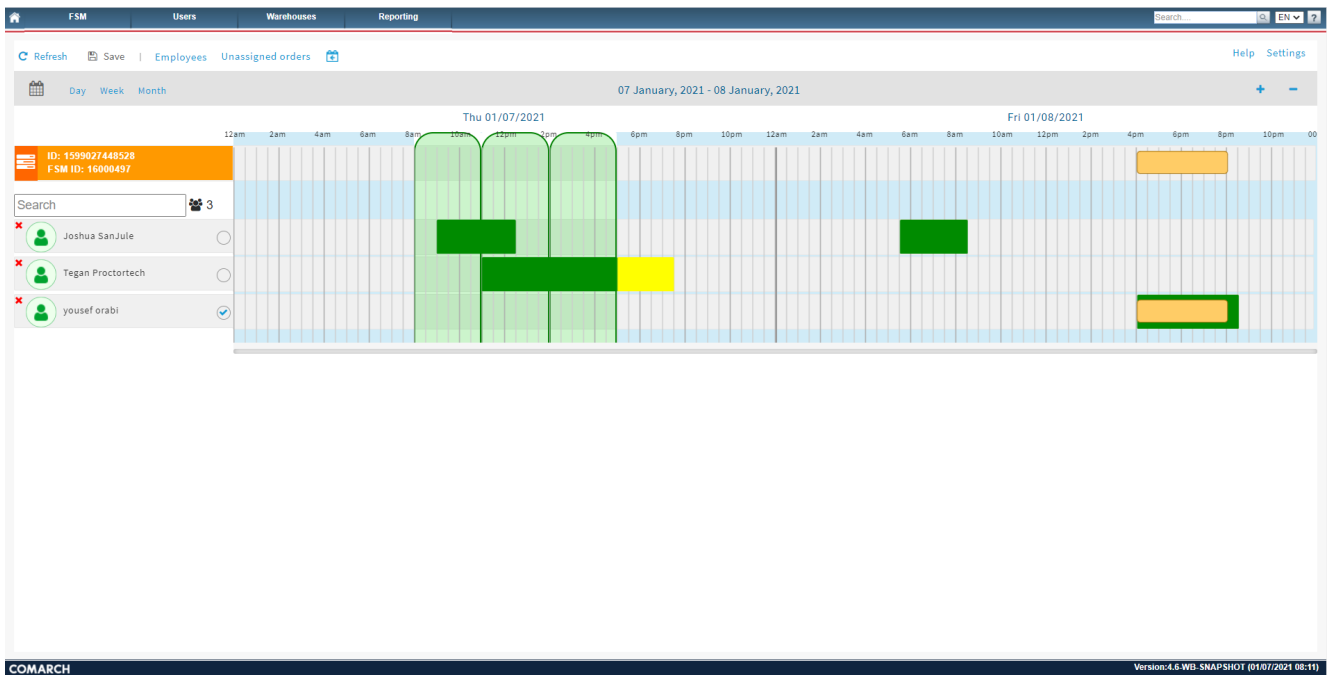 FSM Users Warehouses Reporting Search... EN ?
Refresh Save | Employees Unassigned orders Help Settings
Day Week Month 07 January, 2021 - 08 January, 2021 + −
Thu 01/07/2021 Fri 01/08/2021
12am 2am 4am 6am 8am 10am 12pm 2pm 4pm 6pm 8pm 10pm 12am 2am 4am 6am 8am 10am 12pm 2pm 4pm 6pm 8pm 10pm 00
ID: 1599027448528
FSM ID: 16000497
Search 3
Joshua SanJule
Tegan Proctortech
yousef orabi
COMARCH Version:4.6-WB-SNAPSHOT (01/07/2021 08:11)